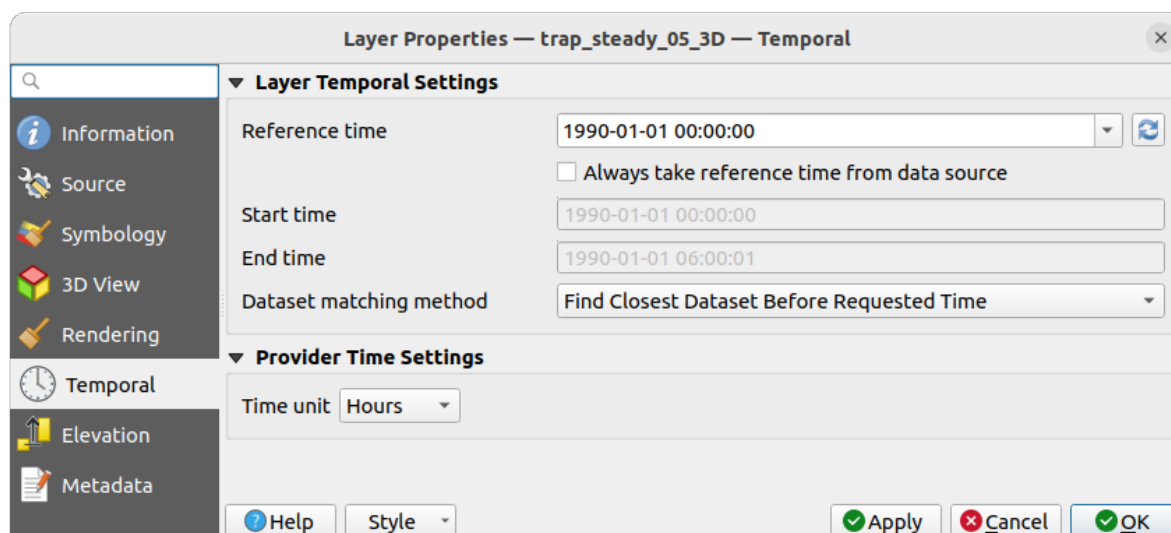 Layer Properties — trap_steady_05_3D — Temporal
Information
Source
Symbology
3D View
Rendering
Temporal
Elevation
Metadata
Layer Temporal Settings
Reference time 1990-01-01 00:00:00
Always take reference time from data source
Start time 1990-01-01 00:00:00
End time 1990-01-01 06:00:01
Dataset matching method Find Closest Dataset Before Requested Time
Provider Time Settings
Time unit Hours
Help Style Apply Cancel OK